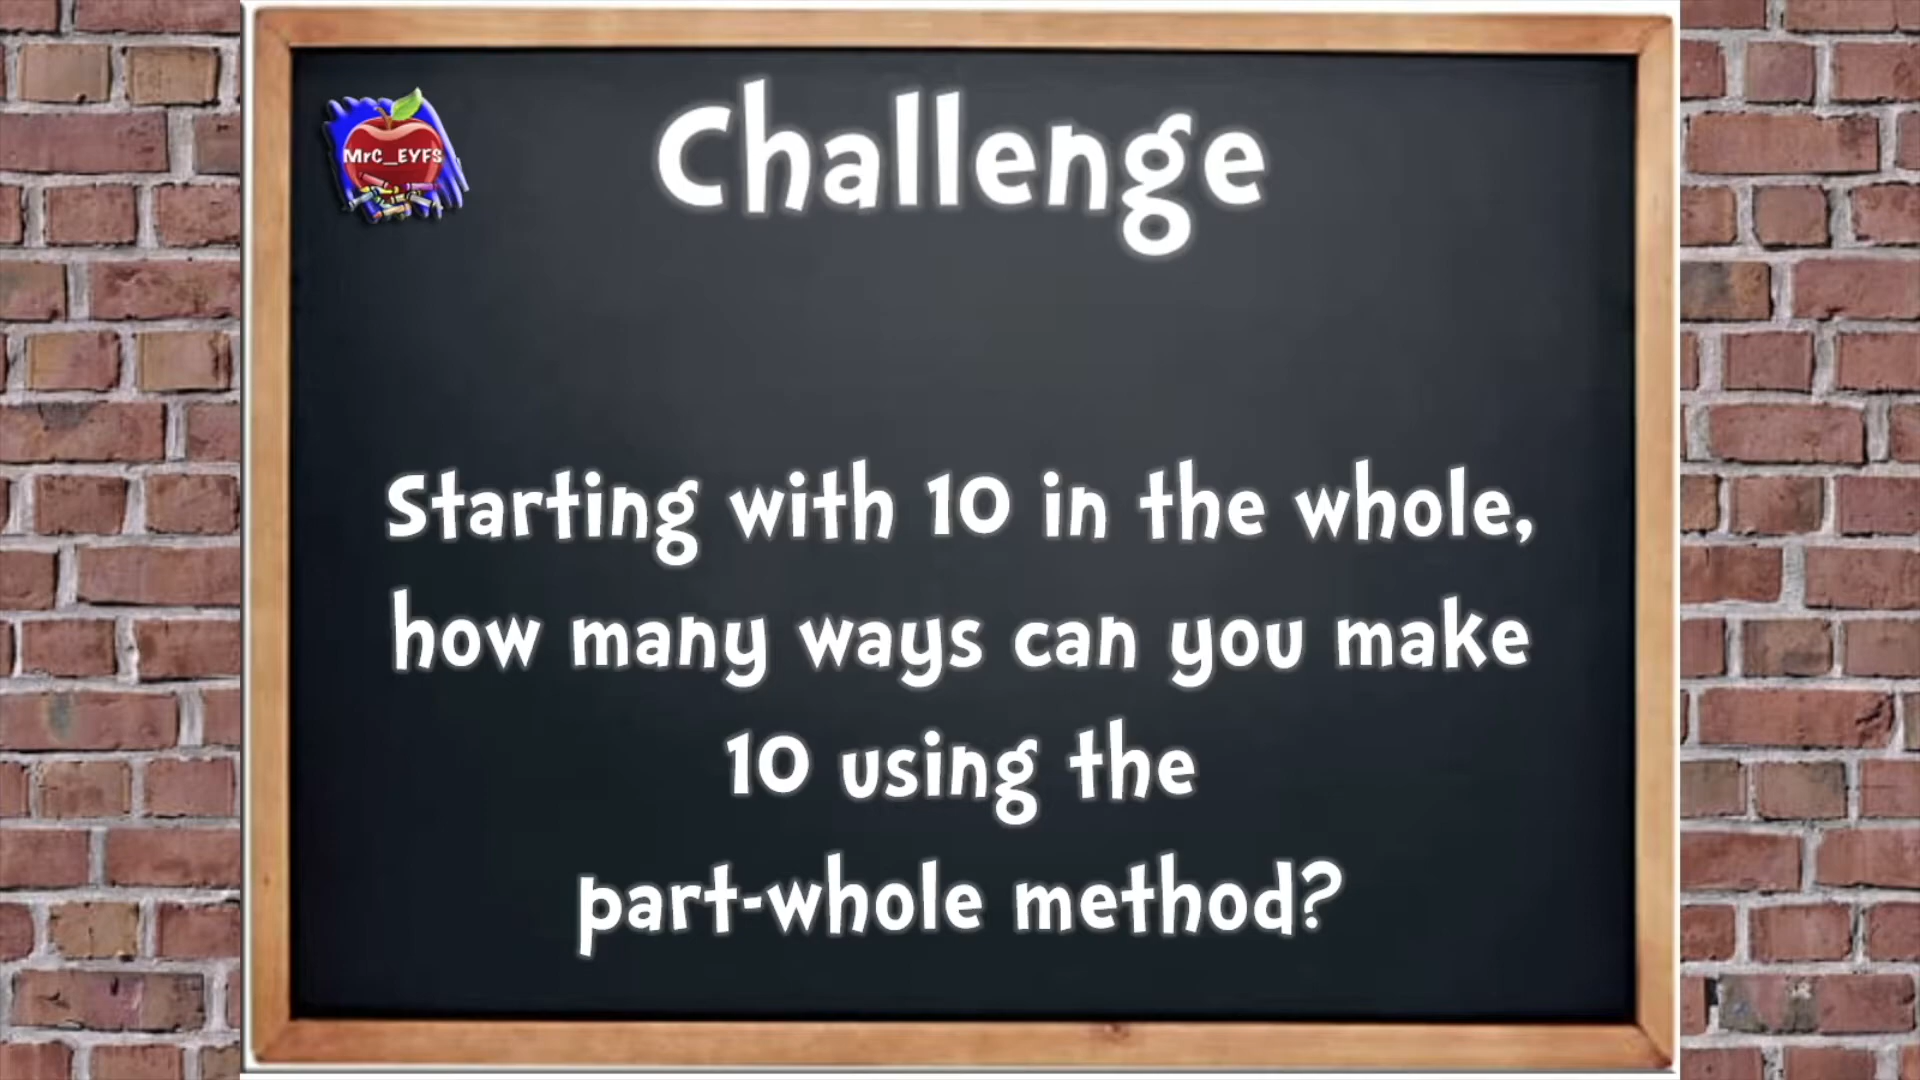 MrC_EYFS
Challenge
Starting with 10 in the whole,
how many ways can you make
10 using the
part-whole method?